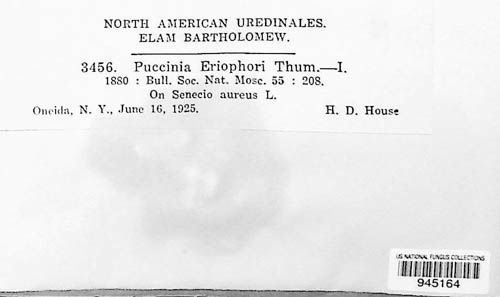 NORTH AMERICAN UREDINALES.
ELAM BARTHOLOMEW.
3456. Puccinia Eriophori Thum.—I.
1880 : Bull. Soc. Nat. Mosc. 55 : 208.
On Senecio aureus L.
Oneida, N. Y., June 16, 1925. H. D. House
US NATIONAL FUNGUS COLLECTIONS
945164